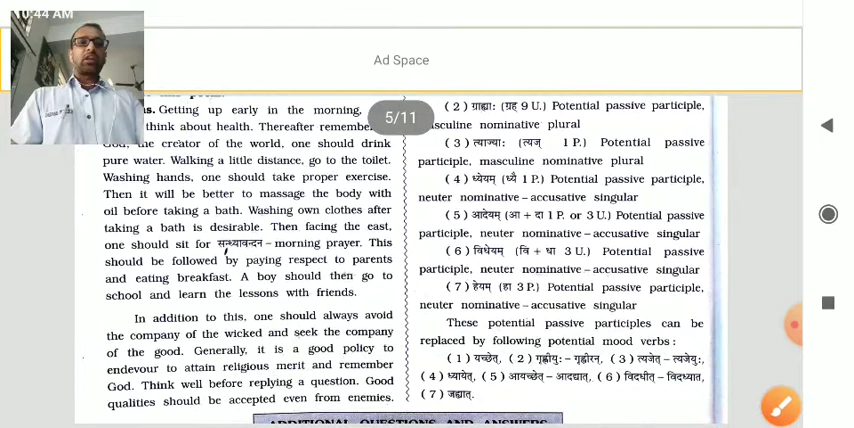 10:44 AM
Ad Space
5/11
ns. Getting up early in the morning,
think about health. Thereafter remember
God, the creator of the world, one should drink
pure water. Walking a little distance, go to the toilet.
Washing hands, one should take proper exercise.
Then it will be better to massage the body with
oil before taking a bath. Washing own clothes after
taking a bath is desirable. Then facing the east,
one should sit for सन्ध्यावन्दन – morning prayer. This
should be followed by paying respect to parents
and eating breakfast. A boy should then go to
school and learn the lessons with friends.
In addition to this, one should always avoid
the company of the wicked and seek the company
of the good. Generally, it is a good policy to
endevour to attain religious merit and remember
God. Think well before replying a question. Good
qualities should be accepted even from enemies.
(2) ग्राह्याः (ग्रह् 9 U.) Potential passive participle,
masculine nominative plural
(3) त्याज्याः (त्यज् 1 P.) Potential passive
participle, masculine nominative plural
(4) ध्येयम् (ध्यै 1 P.) Potential passive participle,
neuter nominative – accusative singular
(5) आदेयम् (आ + दा 1 P. or 3 U.) Potential passive
participle, neuter nominative – accusative singular
(6) विधेयम् (वि + धा 3 U.) Potential passive
participle, neuter nominative – accusative singular
(7) हेयम् (हा 3 P.) Potential passive participle,
neuter nominative – accusative singular
These potential passive participles can be
replaced by following potential mood verbs :
(1) यच्छेत्, (2) गृह्णीयुः – गृह्णीरन्, (3) त्यजेत् – त्यजेयुः,
(4) ध्यायेत्, (5) आयच्छेत् – आदद्यात्, (6) विदधीत – विदध्यात्,
(7) जह्यात्.
ADDITIONAL QUESTIONS AND ANSWERS